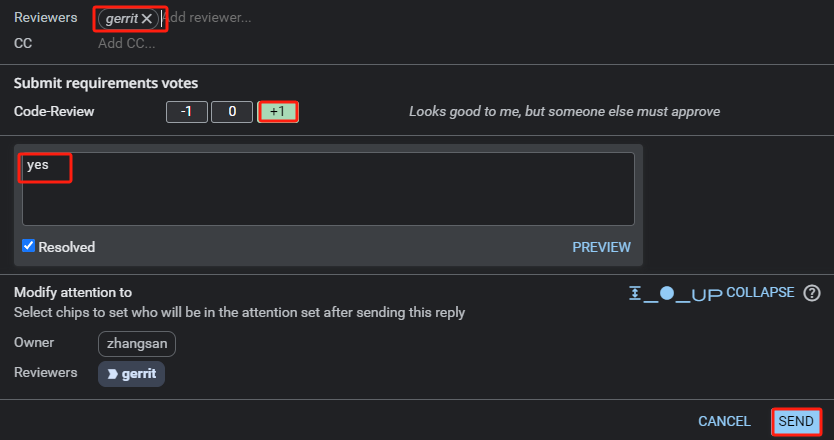 Reviewers gerrit Add reviewer...
CC Add CC...
Submit requirements votes
Code-Review -1 0 +1 Looks good to me, but someone else must approve
yes
Resolved PREVIEW
Modify attention to _UP COLLAPSE
Select chips to set who will be in the attention set after sending this reply
Owner zhangsan
Reviewers gerrit
CANCEL SEND